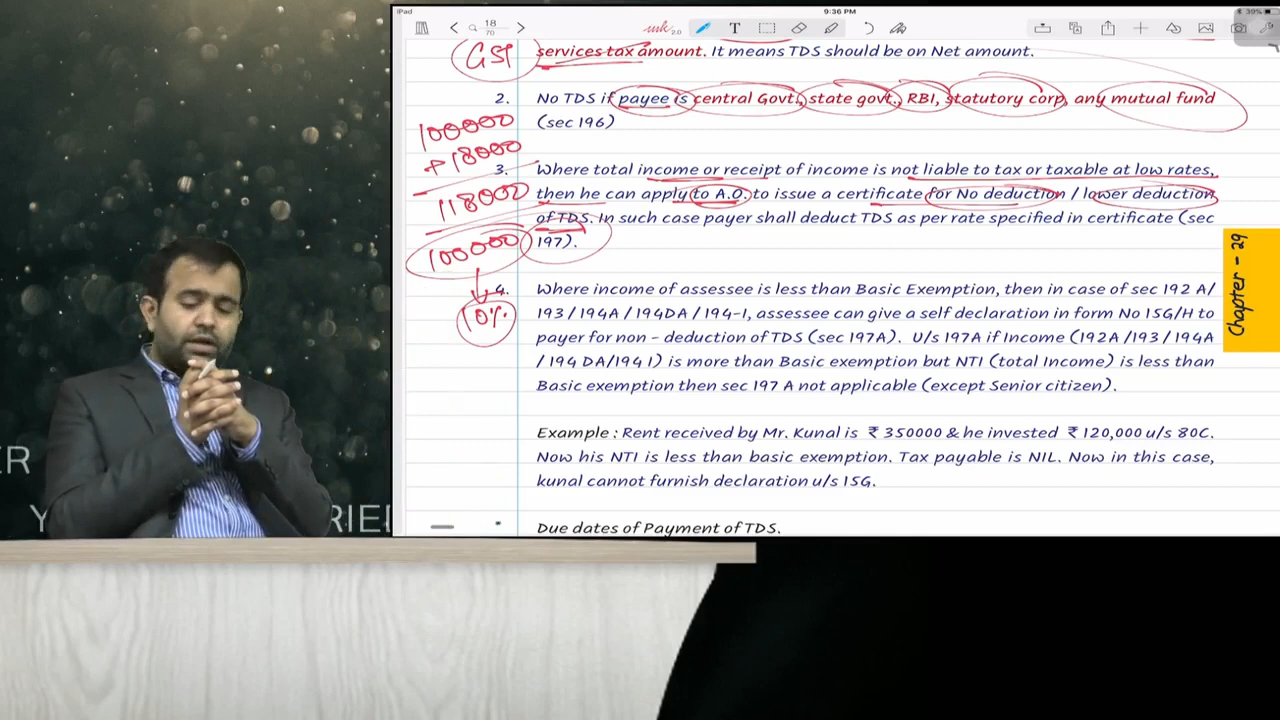 iPad
9:36 PM
39%
18
70
T
GST
services tax amount. It means TDS should be on Net amount.
2. No TDS if payee is central Govt., state govt., RBI, statutory corp, any mutual fund
(sec 196)
100000
+18000
118000
100000
10%
3. Where total income or receipt of income is not liable to tax or taxable at low rates,
then he can apply to A.O. to issue a certificate for No deduction / lower deduction
of TDS. In such case payer shall deduct TDS as per rate specified in certificate (sec
197).
4. Where income of assessee is less than Basic Exemption, then in case of sec 192 A/
193 / 194A / 194DA / 194-I, assessee can give a self declaration in form No 15G/H to
payer for non - deduction of TDS (sec 197A). U/s 197A if Income (192A /193 / 194A
/ 194 DA/194 I) is more than Basic exemption but NTI (total Income) is less than
Basic exemption then sec 197 A not applicable (except Senior citizen).
Example : Rent received by Mr. Kunal is ₹ 350000 & he invested ₹ 120,000 u/s 80C.
Now his NTI is less than basic exemption. Tax payable is NIL. Now in this case,
kunal cannot furnish declaration u/s 15G.
Due dates of Payment of TDS.
Chapter - 29
ER
Y
RIE